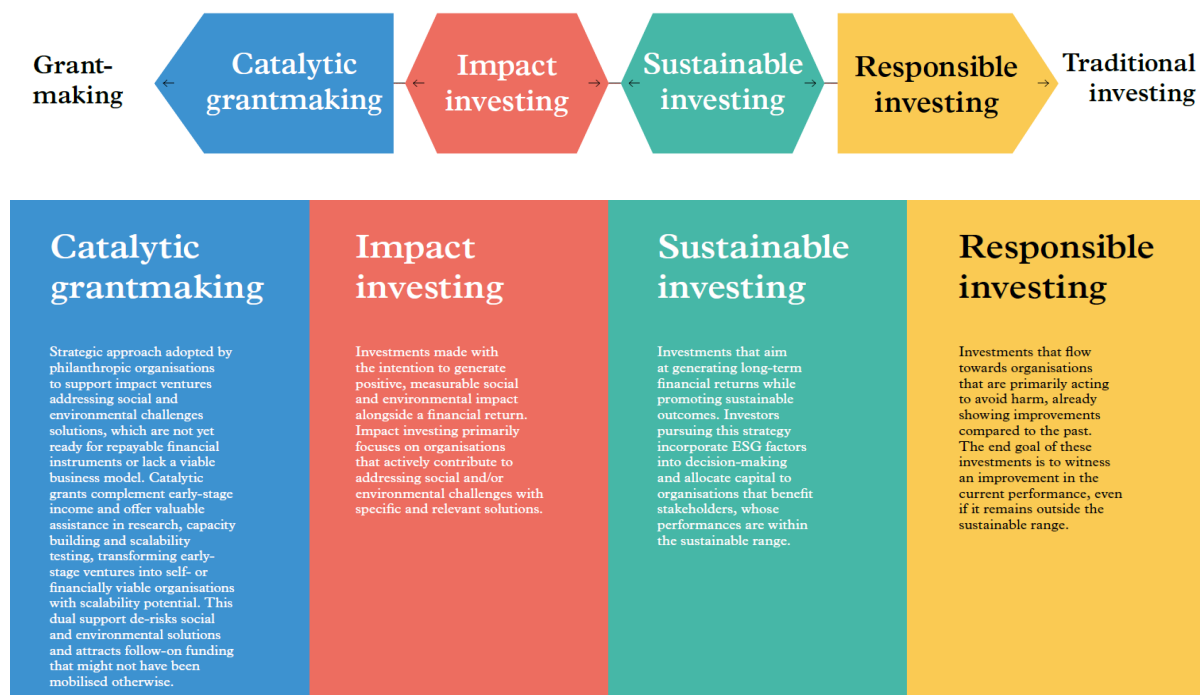 Grant-
making
Catalytic
grantmaking
Impact
investing
Sustainable
investing
Responsible
investing
Traditional
investing
Catalytic
grantmaking
Strategic approach adopted by
philanthropic organisations
to support impact ventures
addressing social and
environmental challenges
solutions, which are not yet
ready for repayable financial
instruments or lack a viable
business model. Catalytic
grants complement early-stage
income and offer valuable
assistance in research, capacity
building and scalability
testing, transforming early-
stage ventures into self- or
financially viable organisations
with scalability potential. This
dual support de-risks social
and environmental solutions
and attracts follow-on funding
that might not have been
mobilised otherwise.
Impact
investing
Investments made with
the intention to generate
positive, measurable social
and environmental impact
alongside a financial return.
Impact investing primarily
focuses on organisations
that actively contribute to
addressing social and/or
environmental challenges with
specific and relevant solutions.
Sustainable
investing
Investments that aim
at generating long-term
financial returns while
promoting sustainable
outcomes. Investors
pursuing this strategy
incorporate ESG factors
into decision-making
and allocate capital to
organisations that benefit
stakeholders, whose
performances are within
the sustainable range.
Responsible
investing
Investments that flow
towards organisations
that are primarily acting
to avoid harm, already
showing improvements
compared to the past.
The end goal of these
investments is to witness
an improvement in the
current performance, even
if it remains outside the
sustainable range.